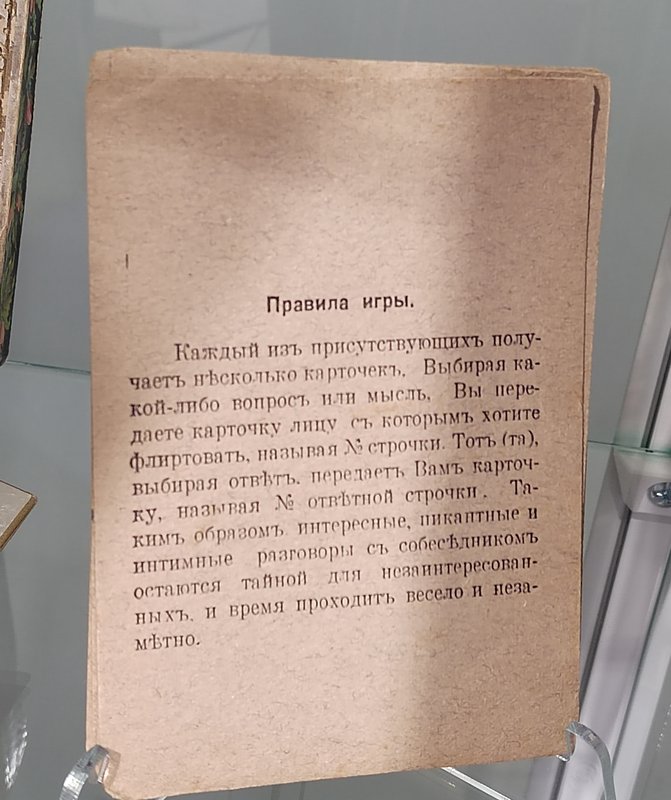 Правила игры.
Каждый изъ присутствующихъ полу-
чаетъ нѣсколько карточекъ. Выбирая ка-
кой-либо вопросъ или мысль, Вы пере-
даете карточку лицу съ которымъ хотите
флиртовать, называя № строчки. Тотъ (та),
выбирая отвѣтъ, передаетъ Вамъ карточ-
ку, называя № отвѣтной строчки. Та-
кимъ образомъ интересные, пикантные и
интимные разговоры съ собесѣдникомъ
остаются тайной для незаинтересован-
ныхъ, и время проходитъ весело и неза-
мѣтно.